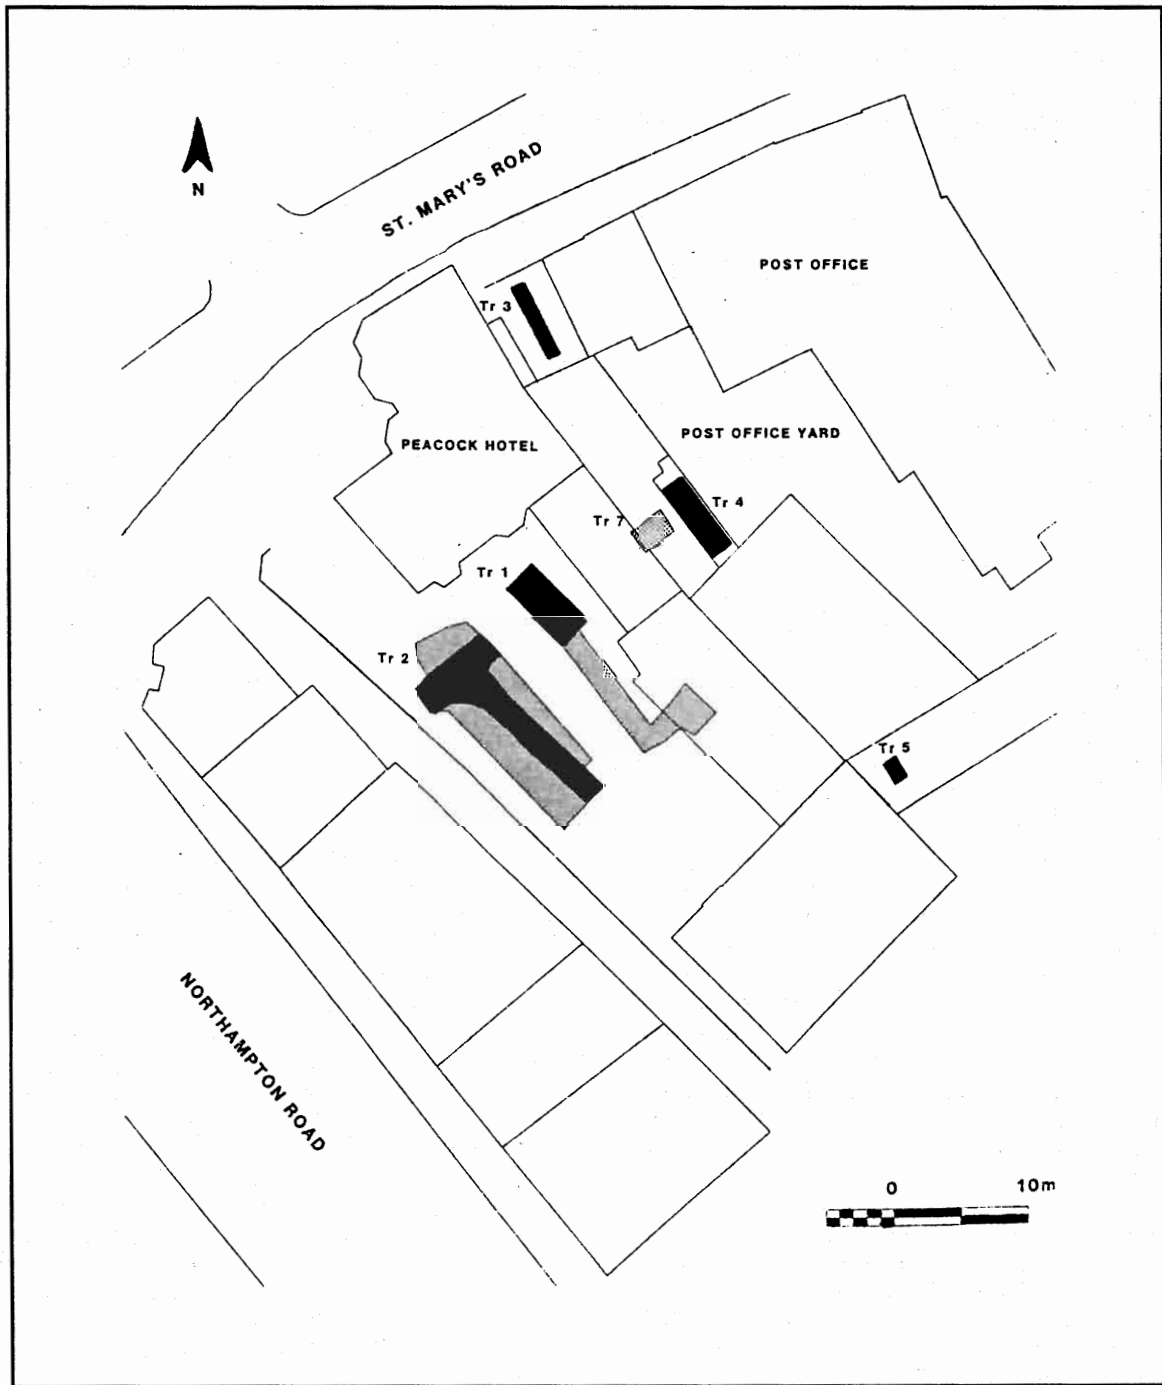 N
ST. MARY'S ROAD
POST OFFICE
Tr 3
POST OFFICE YARD
PEACOCK HOTEL
Tr 4
Tr 7
Tr 1
Tr 2
Tr 5
NORTHAMPTON ROAD
0 10m